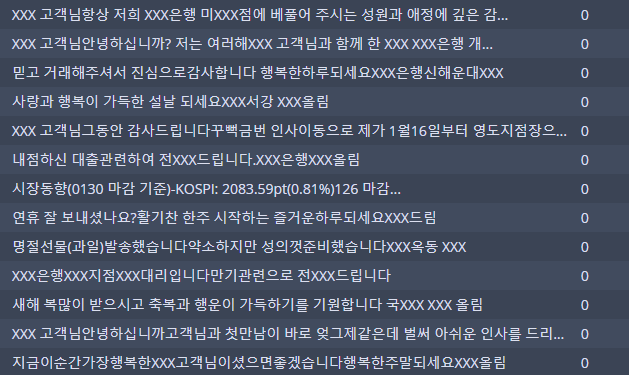 XXX 고객님항상 저희 XXX은행 미XXX점에 베풀어 주시는 성원과 애정에 깊은 감... 0
XXX 고객님안녕하십니까? 저는 여러해XXX 고객님과 함께 한 XXX XXX은행 개... 0
믿고 거래해주셔서 진심으로감사합니다 행복한하루되세요XXX은행신해운대XXX 0
사랑과 행복이 가득한 설날 되세요XXX서강 XXX올림 0
XXX 고객님그동안 감사드립니다꾸뻑금번 인사이동으로 제가 1월16일부터 영도지점장으... 0
내점하신 대출관련하여 전XXX드립니다.XXX은행XXX올림 0
시장동향(0130 마감 기준)-KOSPI: 2083.59pt(0.81%)126 마감... 0
연휴 잘 보내셨나요?활기찬 한주 시작하는 즐거운하루되세요XXX드림 0
명절선물(과일)발송했습니다약소하지만 성의껏준비했습니다XXX옥동 XXX 0
XXX은행XXX지점XXX대리입니다만기관련으로 전XXX드립니다 0
새해 복많이 받으시고 축복과 행운이 가득하기를 기원합니다 국XXX XXX 올림 0
XXX 고객님안녕하십니까고객님과 첫만남이 바로 엊그제같은데 벌써 아쉬운 인사를 드리... 0
지금이순간가장행복한XXX고객님이셨으면좋겠습니다행복한주말되세요XXX올림 0